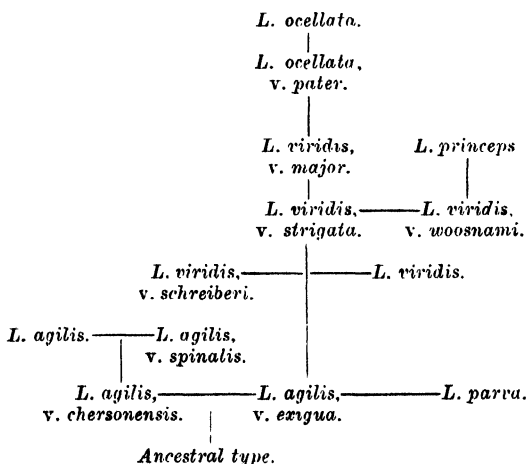 L. ocellata.
L. ocellata,
v. pater.
L. viridis,
v. major.
L. princeps
L. viridis,
v. strigata.
L. viridis,
v. woosnami.
L. viridis,
v. schreiberi.
L. viridis.
L. agilis.
L. agilis,
v. spinalis.
L. agilis,
v. chersonensis.
L. agilis,
v. exigua.
L. parva.
Ancestral type.